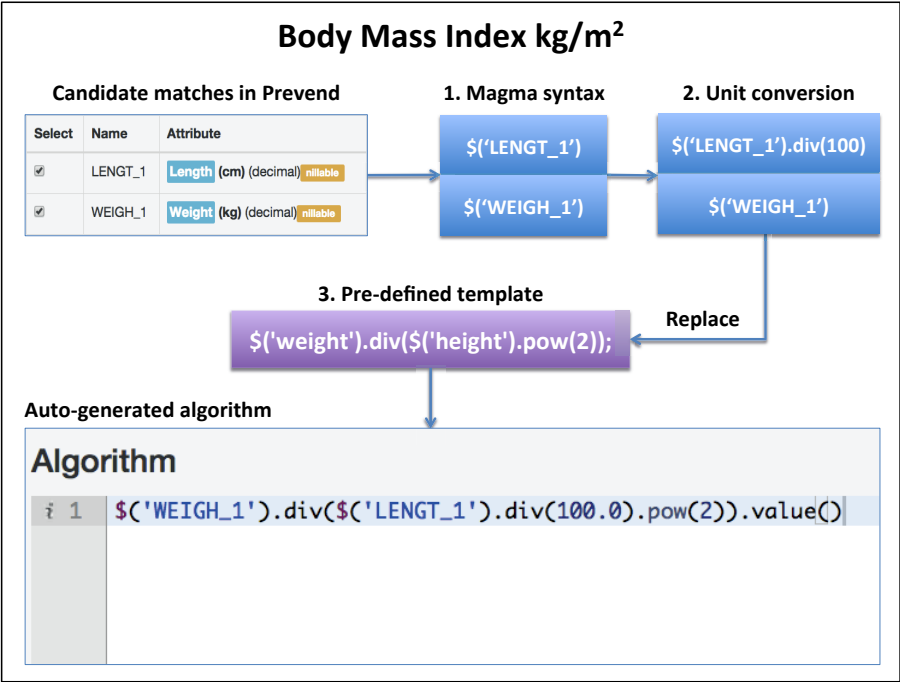 Body Mass Index kg/m²
Candidate matches in Prevend
Select Name Attribute
LENGT_1 Length (cm) (decimal) nillable
WEIGH_1 Weight (kg) (decimal) nillable
1. Magma syntax
$(‘LENGT_1’)
$(‘WEIGH_1’)
2. Unit conversion
$(‘LENGT_1’).div(100)
$(‘WEIGH_1’)
Replace
3. Pre-defined template
$('weight').div($('height').pow(2));
Auto-generated algorithm
Algorithm
i 1 $('WEIGH_1').div($('LENGT_1').div(100.0).pow(2)).value()